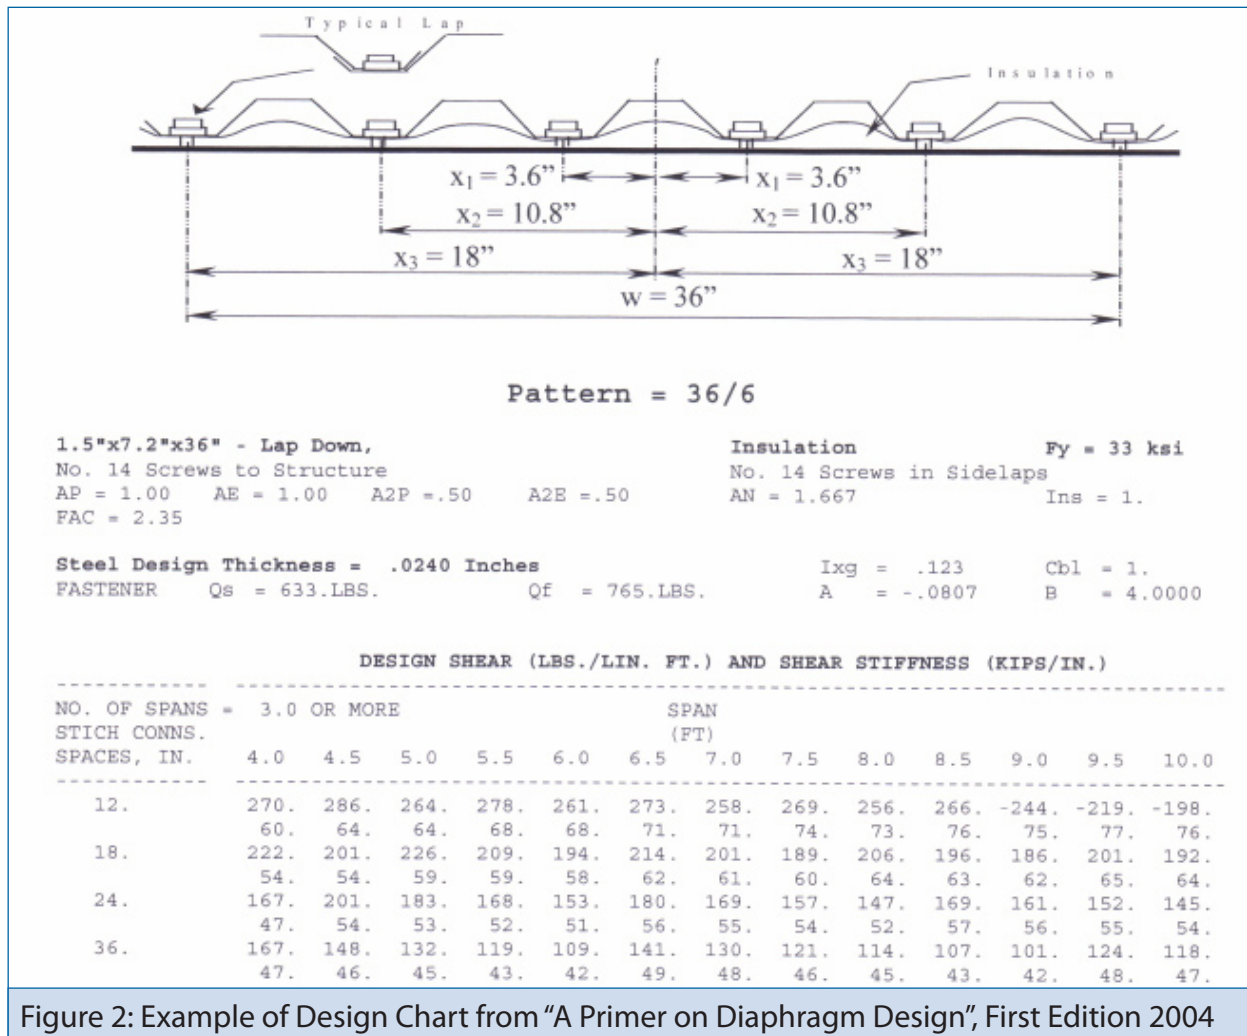 Typical Lap
Insulation
x1 = 3.6” x1 = 3.6”
x2 = 10.8” x2 = 10.8”
x3 = 18” x3 = 18”
w = 36”
Pattern = 36/6
1.5"x7.2"x36" - Lap Down, Insulation Fy = 33 ksi
No. 14 Screws to Structure No. 14 Screws in Sidelaps
AP = 1.00 AE = 1.00 A2P =.50 A2E =.50 AN = 1.667 Ins = 1.
FAC = 2.35
Steel Design Thickness = .0240 Inches Ixg = .123 Cbl = 1.
FASTENER Qs = 633.LBS. Qf = 765.LBS. A = -.0807 B = 4.0000
DESIGN SHEAR (LBS./LIN. FT.) AND SHEAR STIFFNESS (KIPS/IN.)
NO. OF SPANS = 3.0 OR MORE SPAN
STICH CONNS. (FT)
SPACES, IN. 4.0 4.5 5.0 5.5 6.0 6.5 7.0 7.5 8.0 8.5 9.0 9.5 10.0
12. 270. 286. 264. 278. 261. 273. 258. 269. 256. 266. -244. -219. -198.
60. 64. 64. 68. 68. 71. 71. 74. 73. 76. 75. 77. 76.
18. 222. 201. 226. 209. 194. 214. 201. 189. 206. 196. 186. 201. 192.
54. 54. 59. 59. 58. 62. 61. 60. 64. 63. 62. 65. 64.
24. 167. 201. 183. 168. 153. 180. 169. 157. 147. 169. 161. 152. 145.
47. 54. 53. 52. 51. 56. 55. 54. 52. 57. 56. 55. 54.
36. 167. 148. 132. 119. 109. 141. 130. 121. 114. 107. 101. 124. 118.
47. 46. 45. 43. 42. 49. 48. 46. 45. 43. 42. 48. 47.
Figure 2: Example of Design Chart from “A Primer on Diaphragm Design”, First Edition 2004